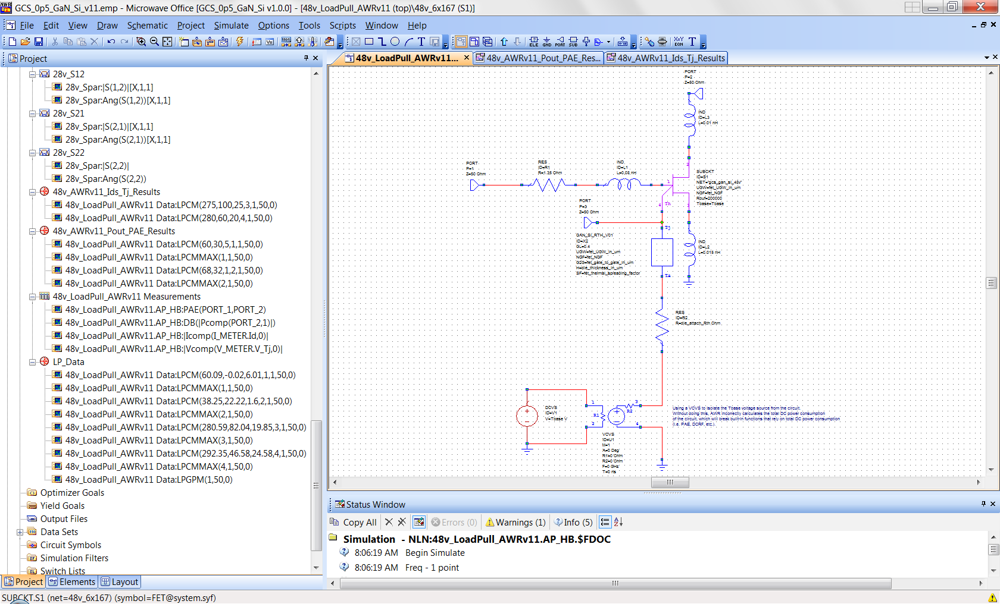 GCS_0p5_GaN_Si_v11.emp - Microwave Office [GCS_0p5_GaN_Si v1.0.0] - [48v_LoadPull_AWRv11 (top)\48v_6x167 (S1)]
File Edit View Draw Schematic Project Simulate Options Tools Scripts Window Help
ELE GND PORT SUB X=Y EQN
Project
48v_LoadPull_AWRv11... 48v_AWRv11_Pout_PAE_Res... 48v_AWRv11_Ids_Tj_Results
28v_S12
28v_Spar:|S(1,2)|[X,1,1]
28v_Spar:Ang(S(1,2))[X,1,1]
28v_S21
28v_Spar:|S(2,1)|[X,1,1]
28v_Spar:Ang(S(2,1))[X,1,1]
28v_S22
28v_Spar:|S(2,2)|
28v_Spar:Ang(S(2,2))
48v_AWRv11_Ids_Tj_Results
48v_LoadPull_AWRv11 Data:LPCM(275,100,25,3,1,50,0)
48v_LoadPull_AWRv11 Data:LPCM(280,60,20,4,1,50,0)
48v_AWRv11_Pout_PAE_Results
48v_LoadPull_AWRv11 Data:LPCM(60,30,5,1,1,50,0)
48v_LoadPull_AWRv11 Data:LPCMMAX(1,1,50,0)
48v_LoadPull_AWRv11 Data:LPCM(68,32,1,2,1,50,0)
48v_LoadPull_AWRv11 Data:LPCMMAX(2,1,50,0)
48v_LoadPull_AWRv11 Measurements
48v_LoadPull_AWRv11.AP_HB:PAE(PORT_1,PORT_2)
48v_LoadPull_AWRv11.AP_HB:DB(|Pcomp(PORT_2,1)|)
48v_LoadPull_AWRv11.AP_HB:|Icomp(I_METER.Id,0)|
48v_LoadPull_AWRv11.AP_HB:|Vcomp(V_METER.V_Tj,0)|
LP_Data
48v_LoadPull_AWRv11 Data:LPCM(60.09,-0.02,6.01,1,1,50,0)
48v_LoadPull_AWRv11 Data:LPCMMAX(1,1,50,0)
48v_LoadPull_AWRv11 Data:LPCM(38.25,22.22,1.6,2,1,50,0)
48v_LoadPull_AWRv11 Data:LPCMMAX(2,1,50,0)
48v_LoadPull_AWRv11 Data:LPCM(280.59,82.04,19.85,3,1,50,0)
48v_LoadPull_AWRv11 Data:LPCMMAX(3,1,50,0)
48v_LoadPull_AWRv11 Data:LPCM(292.35,46.58,24.58,4,1,50,0)
48v_LoadPull_AWRv11 Data:LPCMMAX(4,1,50,0)
48v_LoadPull_AWRv11 Data:LPGPM(1,50,0)
Optimizer Goals
Yield Goals
Output Files
Data Sets
Circuit Symbols
Simulation Filters
Switch Lists
Project Elements Layout
PORT
P=2
Z=50 Ohm
IND
ID=L3
L=0.01 nH
PORT
P=1
Z=50 Ohm
RES
ID=R1
R=1.35 Ohm
IND
ID=L1
L=0.08 nH
2
1
4
Th
3
SUBCKT
ID=S1
NET="gcs_gan_si_48v"
UGW=fet_UGW_in_um
NGF=fet_NGF
Rbuf=200000
Tbase=Tbase
PORT
P=3
Z=50 Ohm
Tj
GAN_SI_RTH_V01
ID=X2
GL=0.4
UGW=fet_UGW_in_um
NGF=fet_NGF
G2G=fet_gate_to_gate_in_um
H=die_thickness_in_um
SF=fet_thermal_spreading_factor
Ta
IND
ID=L2
L=0.015 nH
RES
ID=R2
R=die_attach_Rth Ohm
DCVS
ID=V1
V=Tbase V
1
2
R1
R2
3
4
VCVS
ID=U1
M=1
A=0 Deg
R1=0 Ohm
R2=0 Ohm
F=0 GHz
T=0 ns
Using a VCVS to isolate the Tbase voltage source from the circuit.
Without doing this, AWR incorrectly calculates the total DC power consumption
of the circuit, which will break built-in functions that rely on total DC power consumption
(i.e. PAE, DCRF, etc.).
Status Window
Copy All Errors (0) Warnings (1) Info (5)
Simulation - NLN:48v_LoadPull_AWRv11.AP_HB.$FDOC
8:06:19 AM Begin Simulate
8:06:19 AM Freq - 1 point
SUBCKT.S1 (net=48v_6x167) (symbol=FET@system.syf)